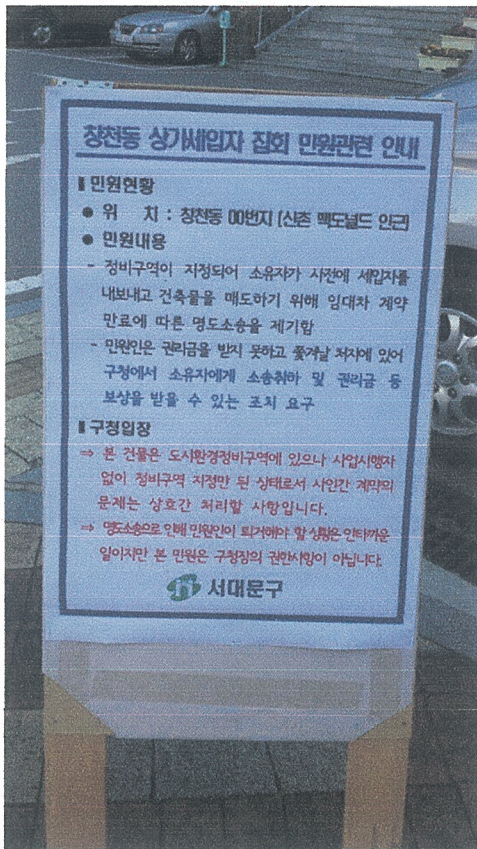 창천동 상가세입자 집회 민원관련 안내
▮ 민원현황
● 위 치 : 창천동 00번지 (신촌 맥도널드 인근)
● 민원내용
- 정비구역이 지정되어 소유자가 사전에 세입자를
내보내고 건축물을 매도하기 위해 임대차 계약
만료에 따른 명도소송을 제기함
- 민원인은 권리금을 받지 못하고 쫓겨날 처지에 있어
구청에서 소유자에게 소송취하 및 권리금 등
보상을 받을 수 있는 조치 요구
▮ 구청입장
⇒ 본 건물은 도시환경정비구역에 있으나 사업시행자
없이 정비구역 지정만 된 상태로서 사인간 계약의
문제는 상호간 처리할 사항입니다.
⇒ 명도소송으로 인해 민원인이 퇴거해야 할 상황은 안타까운
일이지만 본 민원은 구청장의 권한사항이 아닙니다.
서대문구